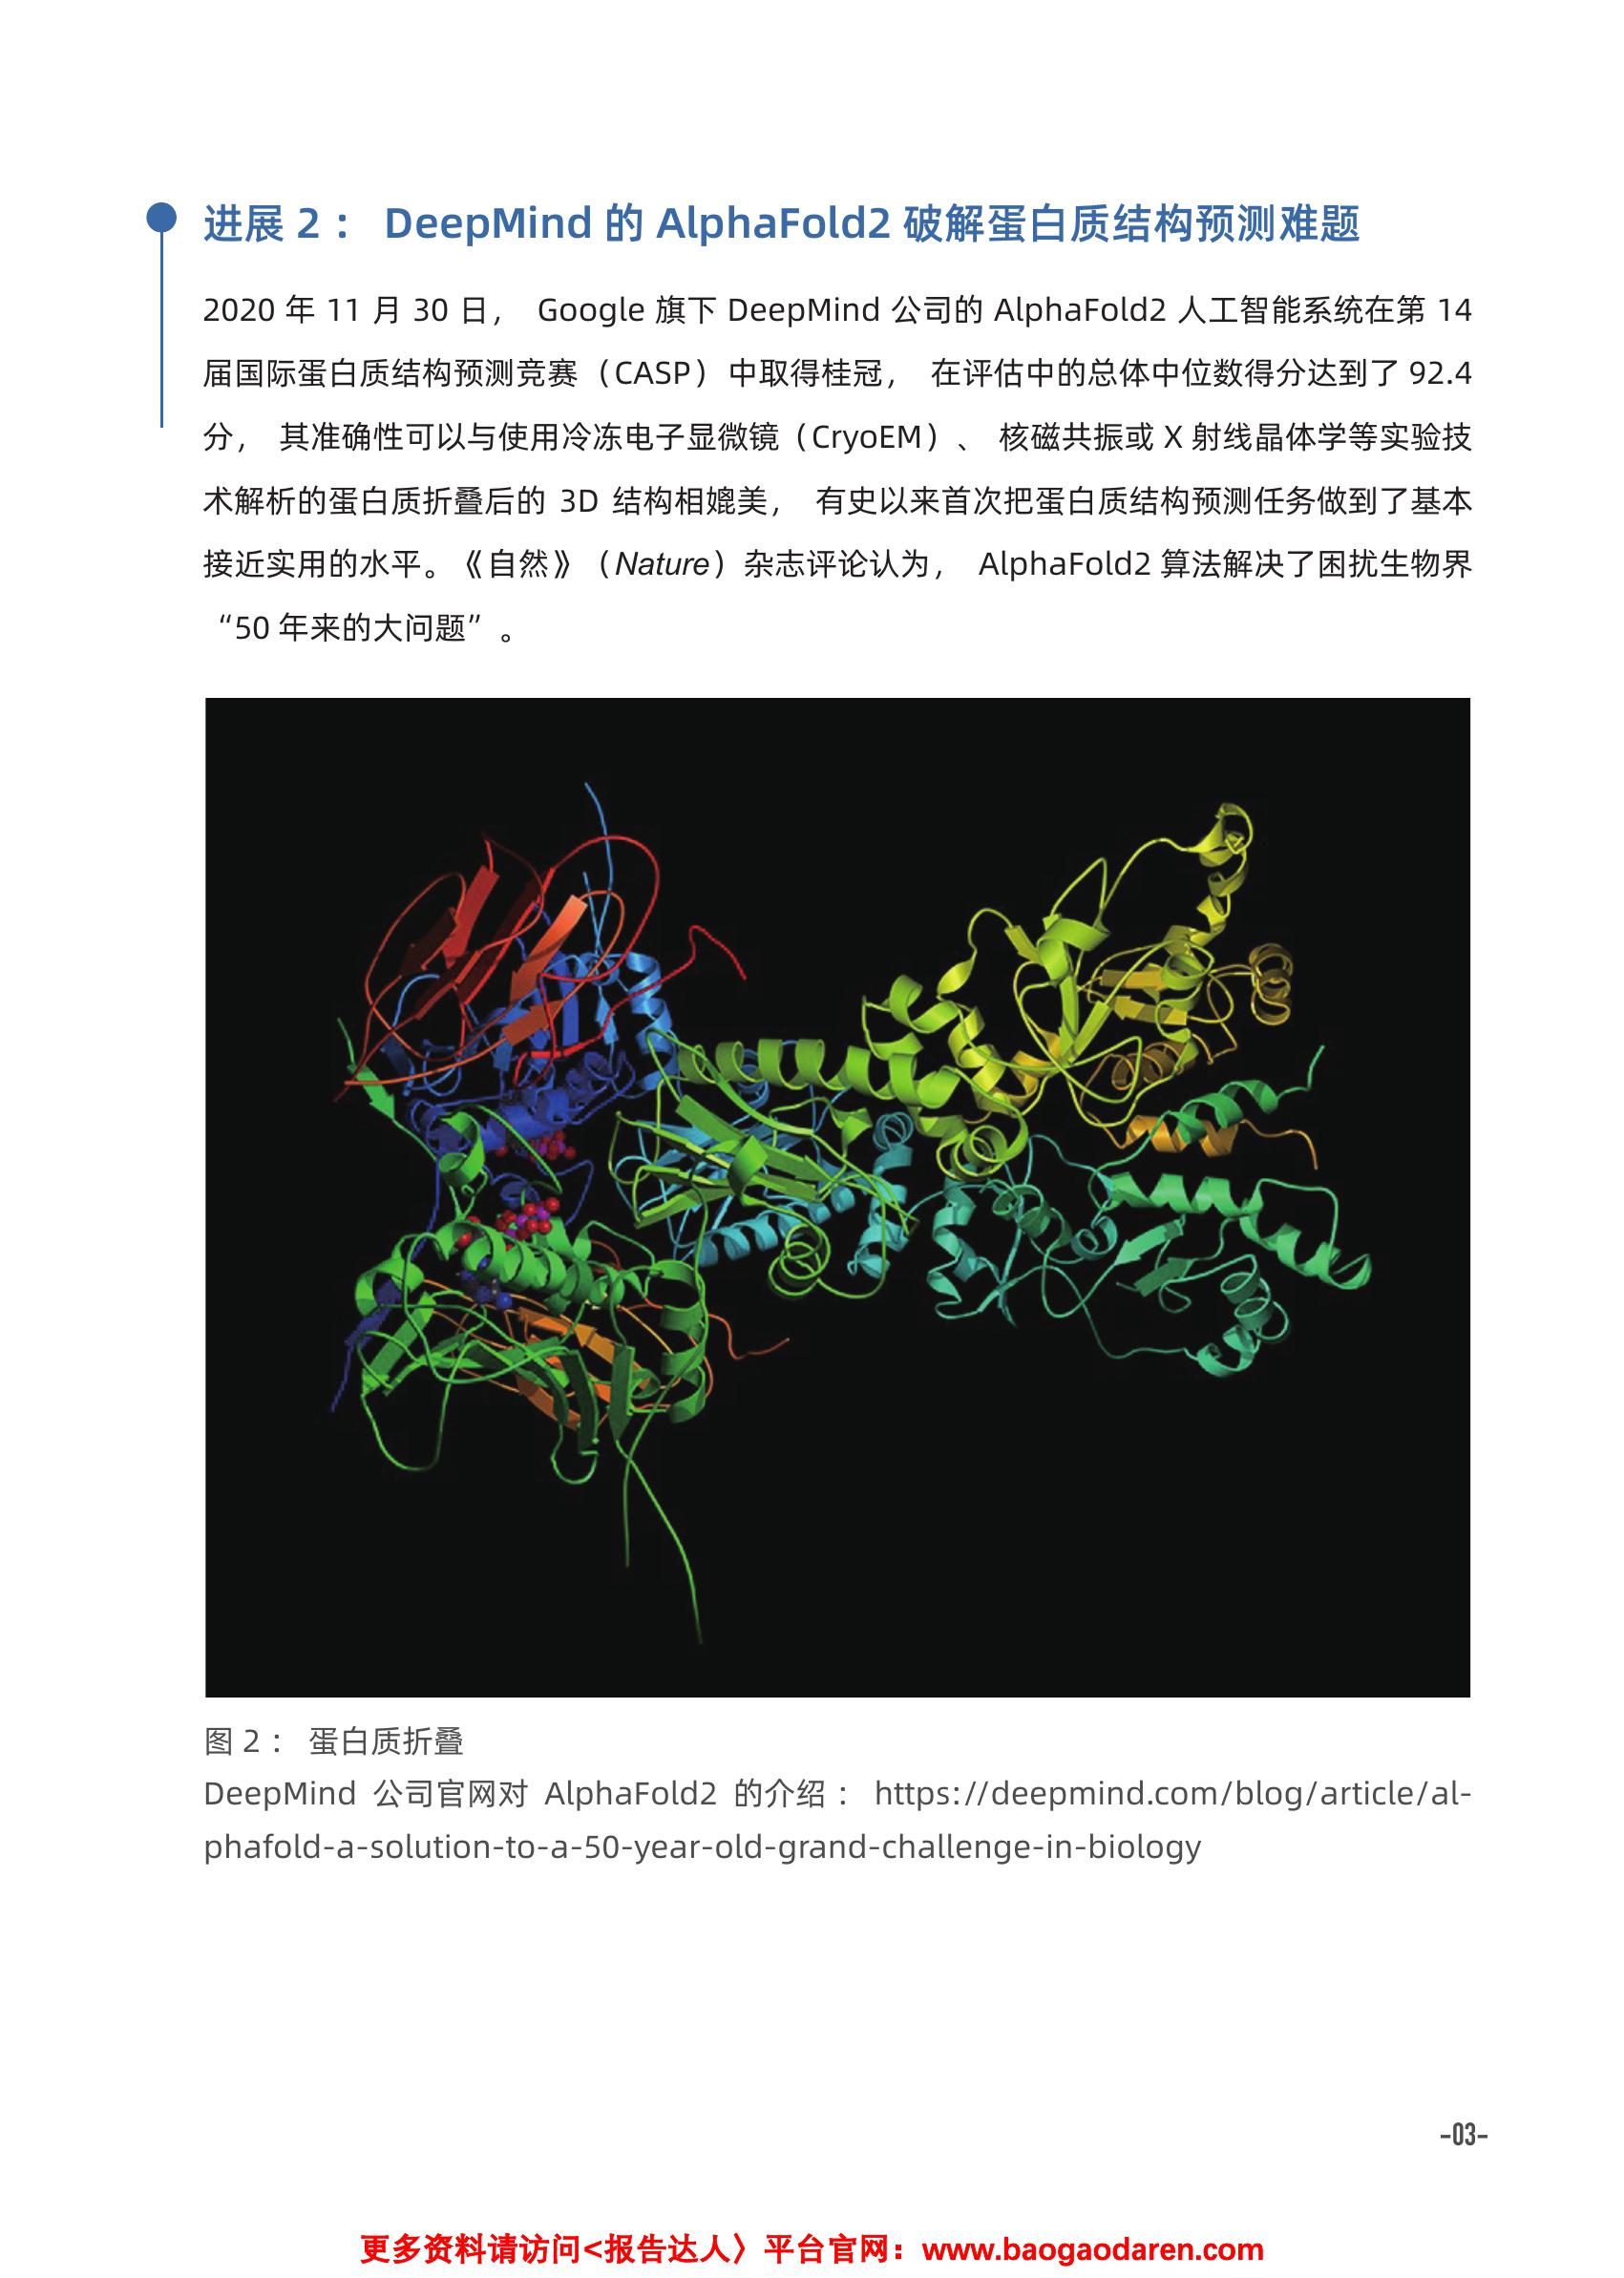 进展 2： DeepMind 的 AlphaFold2 破解蛋白质结构预测难题
2020 年 11 月 30 日， Google 旗下 DeepMind 公司的 AlphaFold2 人工智能系统在第 14
届国际蛋白质结构预测竞赛（CASP）中取得桂冠， 在评估中的总体中位数得分达到了 92.4
分， 其准确性可以与使用冷冻电子显微镜（CryoEM）、 核磁共振或 X 射线晶体学等实验技
术解析的蛋白质折叠后的 3D 结构相媲美， 有史以来首次把蛋白质结构预测任务做到了基本
接近实用的水平。《自然》（Nature）杂志评论认为， AlphaFold2 算法解决了困扰生物界
“50 年来的大问题”。
图 2： 蛋白质折叠
DeepMind 公司官网对 AlphaFold2 的介绍： https://deepmind.com/blog/article/al-
phafold-a-solution-to-a-50-year-old-grand-challenge-in-biology
-03-
更多资料请访问<报告达人〉平台官网：www.baogaodaren.com